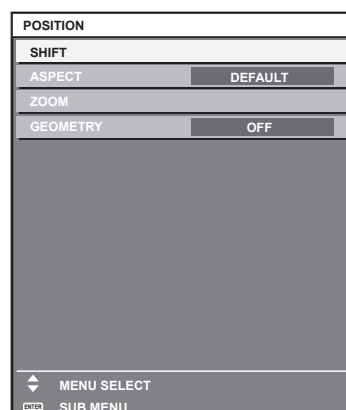 POSITION
SHIFT
ASPECT DEFAULT
ZOOM
GEOMETRY OFF
MENU SELECT
ENTER SUB MENU